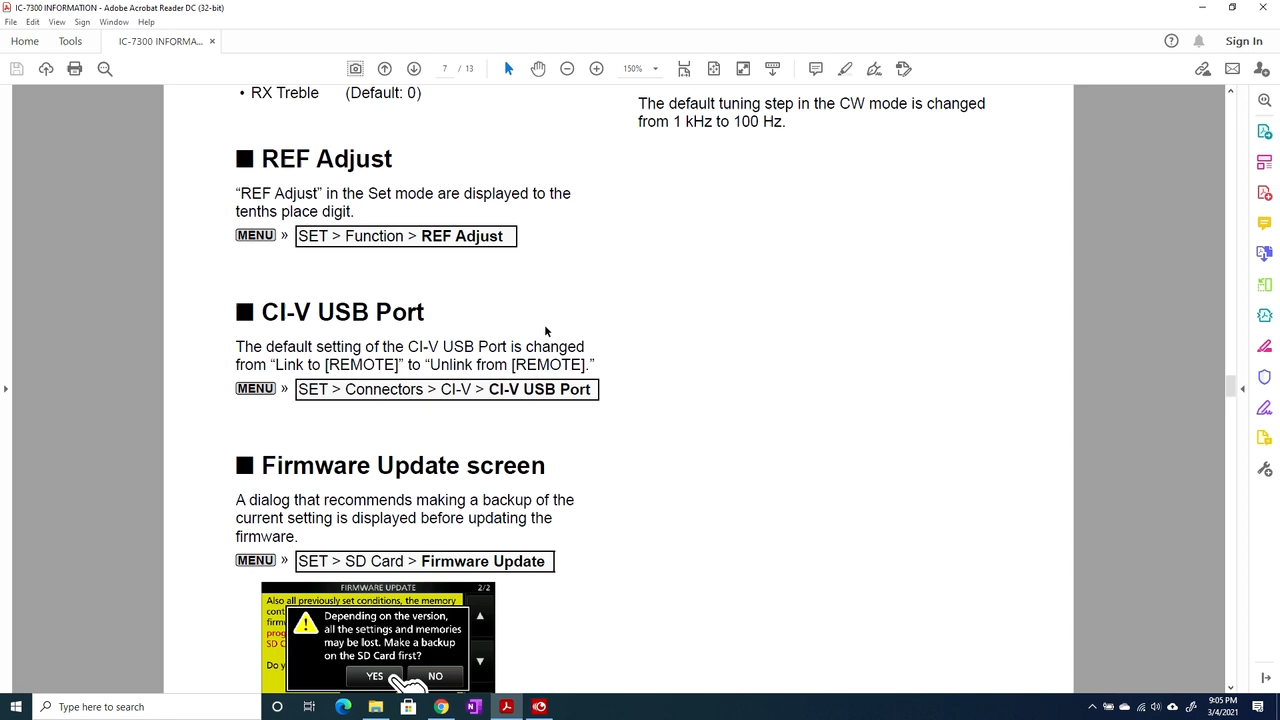 IC-7300 INFORMATION - Adobe Acrobat Reader DC (32-bit)
File Edit View Sign Window Help
Home Tools IC-7300 INFORMA... × Sign In
7 / 13 150%
• RX Treble (Default: 0)
■ REF Adjust
“REF Adjust” in the Set mode are displayed to the
tenths place digit.
MENU » SET > Function > REF Adjust
■ CI-V USB Port
The default setting of the CI-V USB Port is changed
from “Link to [REMOTE]” to “Unlink from [REMOTE].”
MENU » SET > Connectors > CI-V > CI-V USB Port
■ Firmware Update screen
A dialog that recommends making a backup of the
current setting is displayed before updating the
firmware.
MENU » SET > SD Card > Firmware Update
FIRMWARE UPDATE 2/2
Also all previously set conditions, the memory
cont
firmw
prog
SD C
Do y
Depending on the version,
all the settings and memories
may be lost. Make a backup
on the SD Card first?
YES NO
The default tuning step in the CW mode is changed
from 1 kHz to 100 Hz.
Type here to search
9:05 PM
3/4/2021